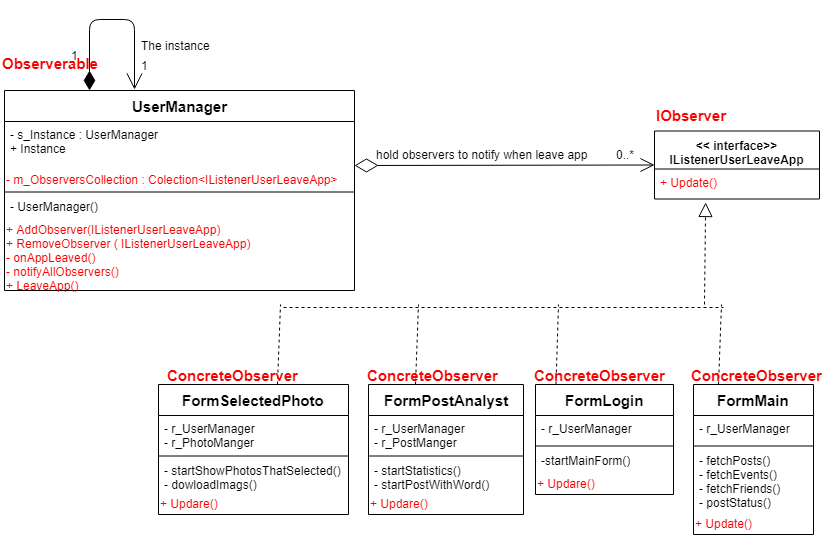 1
The instance
Observerable
1
UserManager
- s_Instance : UserManager
+ Instance
- m_ObserversCollection : Colection<IListenerUserLeaveApp>
- UserManager()
+ AddObserver(IListenerUserLeaveApp)
+ RemoveObserver ( IListenerUserLeaveApp)
- onAppLeaved()
- notifyAllObservers()
+ LeaveApp()
hold observers to notify when leave app
0..*
IObserver
<< interface>>
IListenerUserLeaveApp
+ Update()
ConcreteObserver
FormSelectedPhoto
- r_UserManager
- r_PhotoManger
- startShowPhotosThatSelected()
- dowloadImags()
+ Updare()
ConcreteObserver
FormPostAnalyst
- r_UserManager
- r_PostManger
- startStatistics()
- startPostWithWord()
+ Updare()
ConcreteObserver
FormLogin
- r_UserManager
-startMainForm()
+ Updare()
ConcreteObserver
FormMain
- r_UserManager
- fetchPosts()
- fetchEvents()
- fetchFriends()
- postStatus()
+ Update()